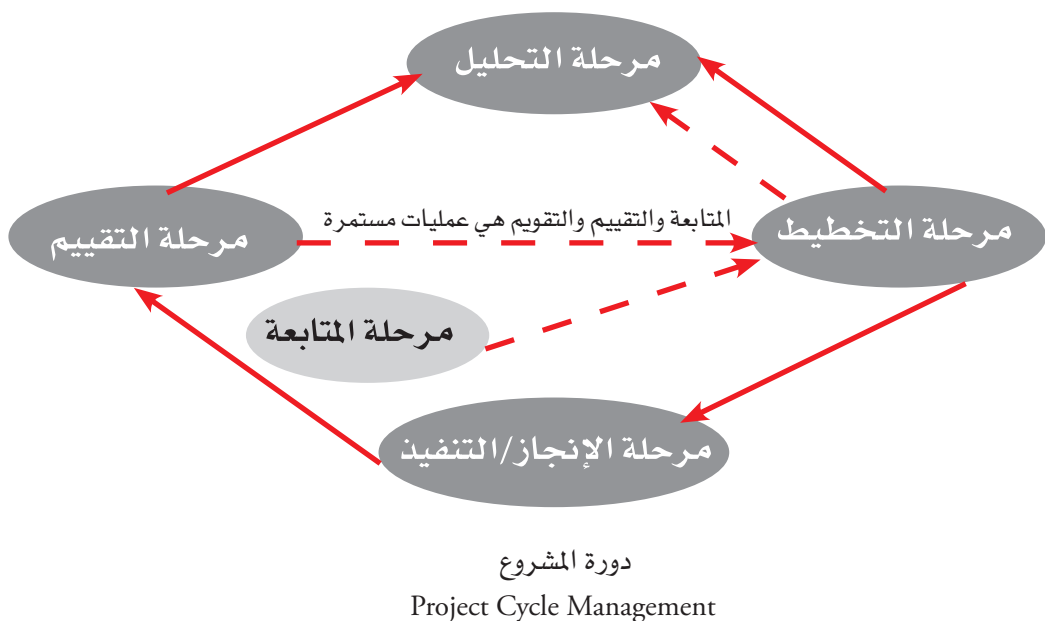 مرحلة التحليل
المتابعة والتقييم والتقويم هي عمليات مستمرة
مرحلة التخطيط
مرحلة التقييم
مرحلة المتابعة
مرحلة الإنجاز/التنفيذ
دورة المشروع
Project Cycle Management